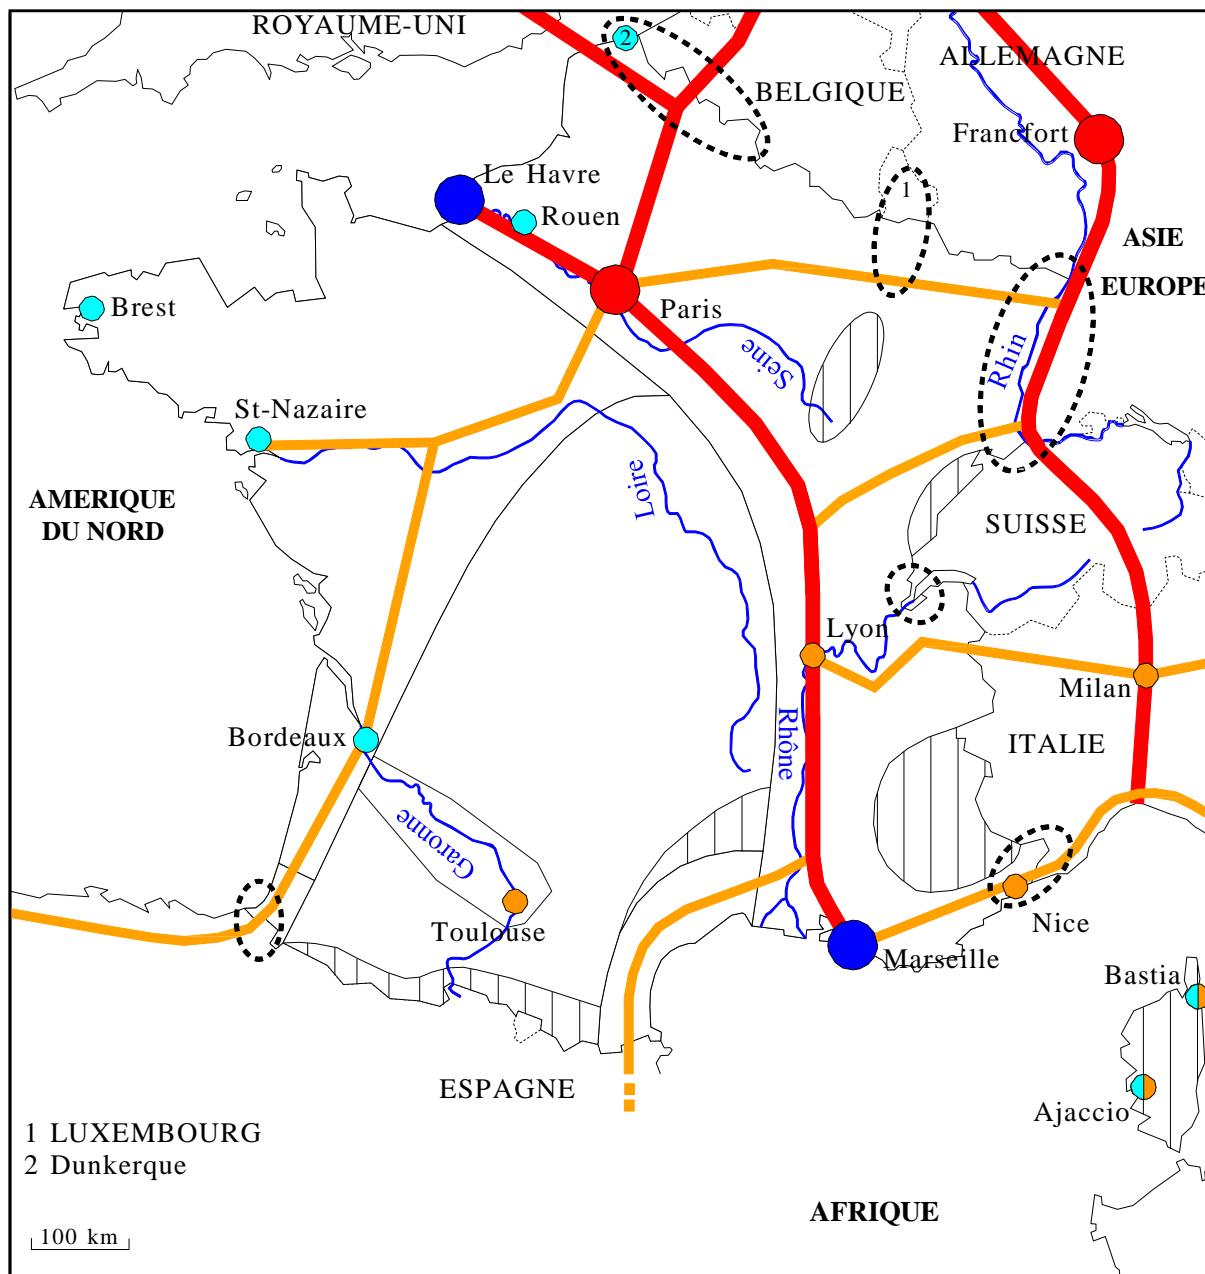 ROYAUME-UNI
2
ALLEMAGNE
BELGIQUE
Francfort
Le Havre
1
Rouen
ASIE
EUROPE
Brest
Paris
Rhin
Seine
St-Nazaire
Loire
AMÉRIQUE
DU NORD
SUISSE
Lyon
Milan
Bordeaux
Rhône
ITALIE
Garonne
Toulouse
Nice
Marseille
Bastia
ESPAGNE
Ajaccio
1 LUXEMBOURG
2 Dunkerque
AFRIQUE
100 km